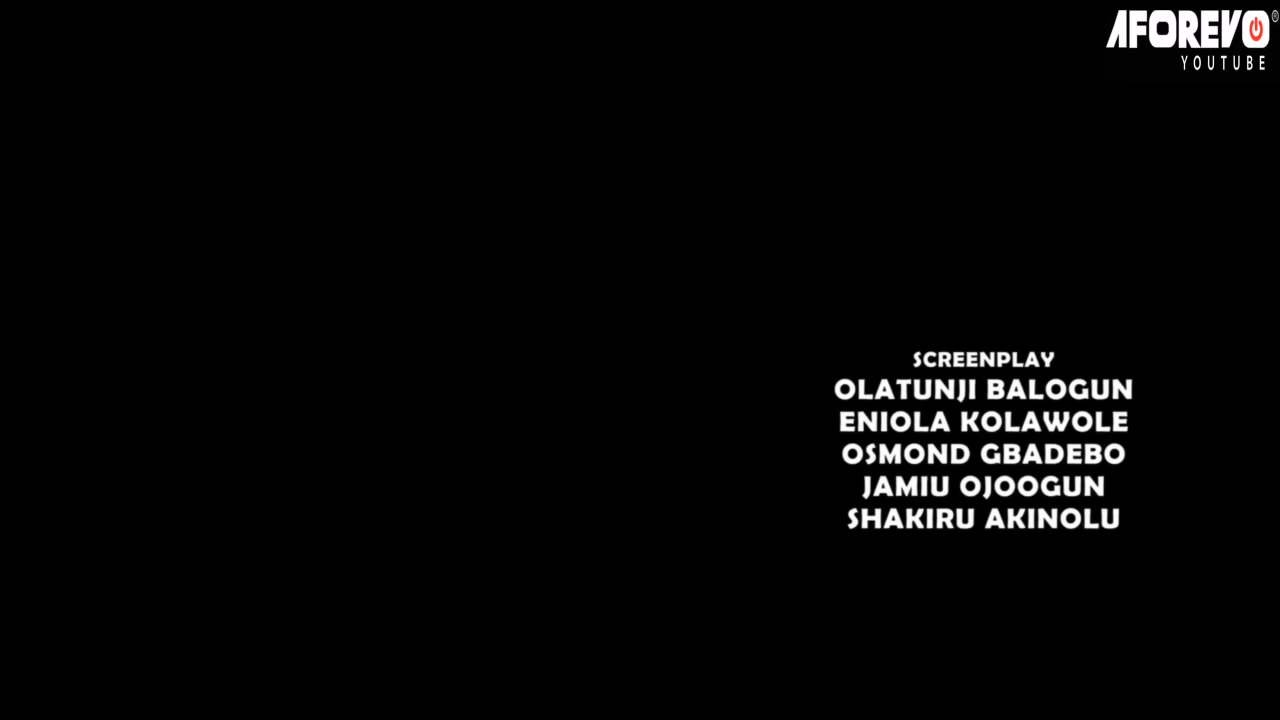 AFOREVO®
YOUTUBE
SCREENPLAY
OLATUNJI BALOGUN
ENIOLA KOLAWOLE
OSMOND GBADEBO
JAMIU OJOOGUN
SHAKIRU AKINOLU